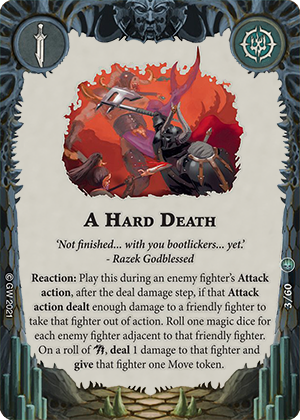 A HARD DEATH
‘Not finished... with you bootlickers... yet.’
- Razek Godblessed
Reaction: Play this during an enemy fighter's Attack
action, after the deal damage step, if that Attack
action dealt enough damage to a friendly fighter to
take that fighter out of action. Roll one magic dice for
each enemy fighter adjacent to that friendly fighter.
On a roll of , deal 1 damage to that fighter and
give that fighter one Move token.
© GW 2021
3/60